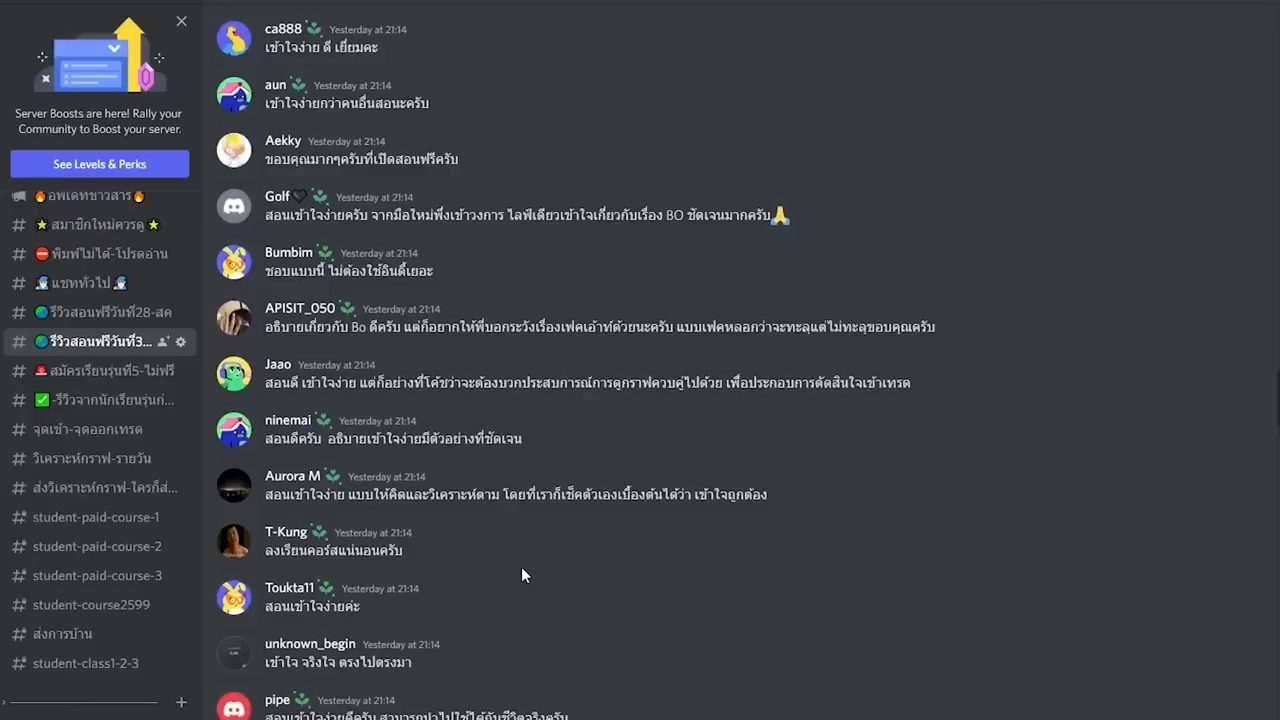 Server Boosts are here! Rally your
Community to Boost your server.
See Levels & Perks
🔥อัพเดทข่าวสาร🔥
# ⭐สมาชิกใหม่ควรดู⭐
# ⛔พิมพ์ไม่ได้-โปรดอ่าน
# แชททั่วไป
# รีวิวสอนฟรีวันที่28-สค
# รีวิวสอนฟรีวันที่3...
# 🚨สมัครเรียนรุ่นที่5-ไม่ฟรี
# ✅-รีวิวจากนักเรียนรุ่นก่...
# จุดเข้า-จุดออกเทรด
# วิเคราะห์กราฟ-รายวัน
# ส่งวิเคราะห์กราฟ-ใครก็ส่...
# student-paid-course-1
# student-paid-course-2
# student-paid-course-3
# student-course2599
# ส่งการบ้าน
# student-class1-2-3
ca888 Yesterday at 21:14
เข้าใจง่าย ดี เยี่ยมคะ
aun Yesterday at 21:14
เข้าใจง่ายกว่าคนอื่นสอนะครับ
Aekky Yesterday at 21:14
ขอบคุณมากๆครับที่เปิดสอนฟรีครับ
Golf🖤 Yesterday at 21:14
สอนเข้าใจง่ายครับ จากมือใหม่พึ่งเข้าวงการ ไลฟ์เดียวเข้าใจเกี่ยวกับเรื่อง BO ชัดเจนมากครับ🙏
Bumbim Yesterday at 21:14
ชอบแบบนี้ ไม่ต้องใช้อินดี้เยอะ
APISIT_050 Yesterday at 21:14
อธิบายเกี่ยวกับ Bo ดีครับ แต่ก็อยากให้พี่บอกระวังเรื่องเฟคเอ้าท์ด้วยนะครับ แบบเฟคหลอกว่าจะทะลุแต่ไม่ทะลุขอบคุณครับ
Jaao Yesterday at 21:14
สอนดี เข้าใจง่าย แต่ก็อย่างที่โค้ชว่าจะต้องบวกประสบการณ์การดูกราฟควบคู่ไปด้วย เพื่อประกอบการตัดสินใจเข้าเทรด
ninemai Yesterday at 21:14
สอนดีครับ อธิบายเข้าใจง่ายมีตัวอย่างที่ชัดเจน
Aurora M Yesterday at 21:14
สอนเข้าใจง่าย แบบให้คิดและวิเคราะห์ตาม โดยที่เราก็เช็คตัวเองเบื้องต้นได้ว่า เข้าใจถูกต้อง
T-Kung Yesterday at 21:14
ลงเรียนคอร์สแน่นอนครับ
Toukta11 Yesterday at 21:14
สอนเข้าใจง่ายค่ะ
unknown_begin Yesterday at 21:14
เข้าใจ จริงใจ ตรงไปตรงมา
pipe Yesterday at 21:14
สอนเข้าใจง่ายดีครับ สามารถนำไปใช้ได้กับชีวิตจริงครับ